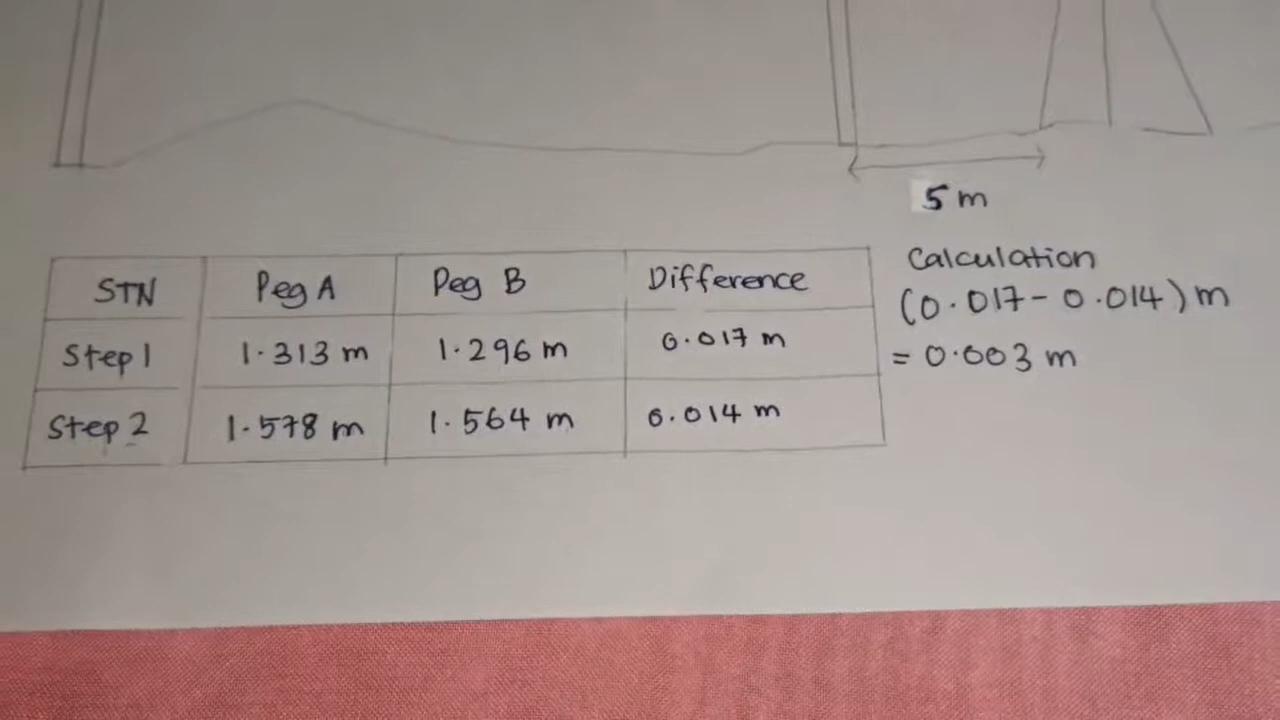 5 m
STN Peg A Peg B Difference
Step 1 1.313 m 1.296 m 0.017 m
Step 2 1.578 m 1.564 m 0.014 m
Calculation
(0.017 - 0.014) m
= 0.003 m